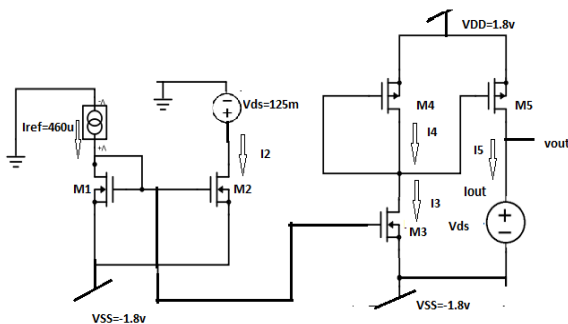 VDD=1.8v
-/\
Vds=125m
Iref=460u
+/\
M4
M5
I2
I4
I5
vout
M1
M2
I3
Iout
M3
Vds
VSS=-1.8v
VSS=-1.8v